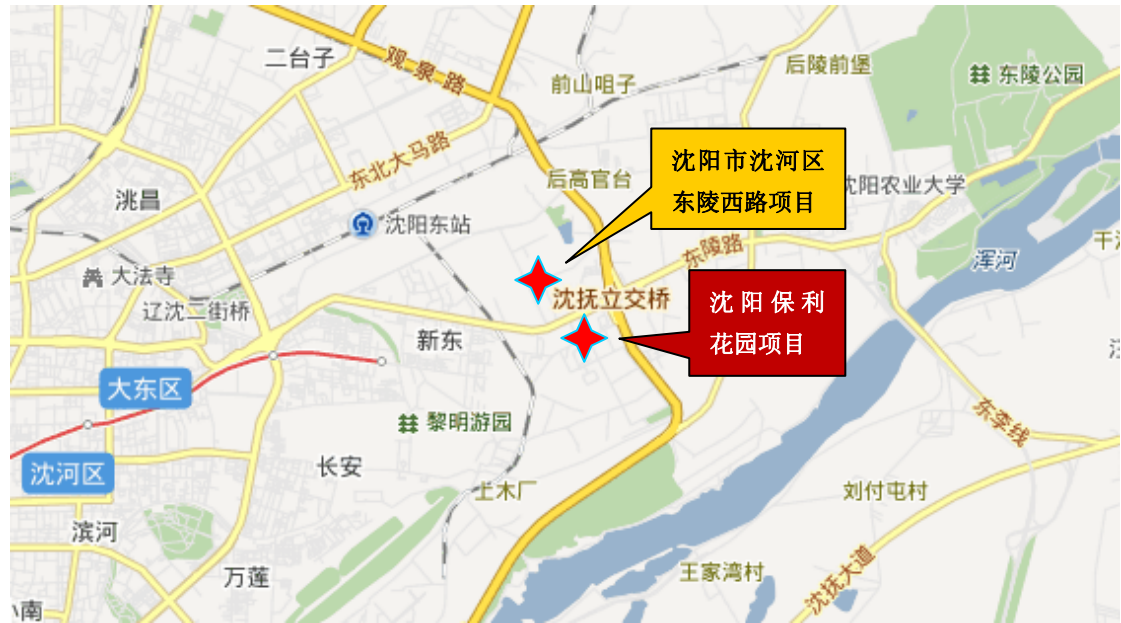 二台子
观泉路
前山咀子
后陵前堡
东陵公园
东北大马路
沈阳市沈河区
东陵西路项目
后高官台
沈阳农业大学
洮昌
沈阳东站
东陵路
浑河
大法寺
沈抚立交桥
沈阳保利
花园项目
辽沈二街桥
新东
大东区
黎明游园
东李线
沈河区
长安
上木厂
刘付屯村
滨河
万莲
王家湾村
沈抚大道
小南